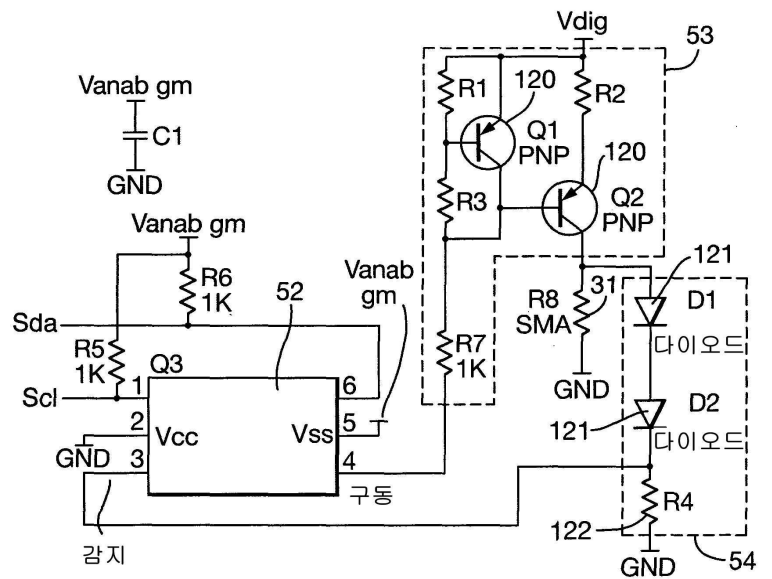 Vdig
53
R1
120
R2
Vanab gm
Q1
PNP
C1
120
GND
R3
Q2
PNP
Vanab gm
Vanab
gm
121
R6
1K
52
R8
SMA
31
D1
다이오드
Sda
R7
1K
R5
1K
Q3
GND
Scl
1
6
D2
다이오드
121
2
Vcc
Vss
5
GND
3
4
구동
R4
122
감지
GND
54